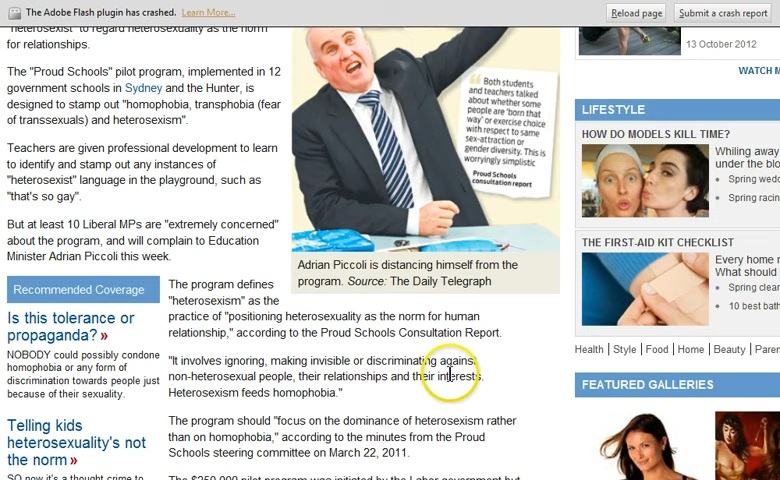 The Adobe Flash plugin has crashed. Learn More...
Reload page
Submit a crash report
"heterosexist" to regard heterosexuality as the norm
for relationships.
The "Proud Schools" pilot program, implemented in 12
government schools in Sydney and the Hunter, is
designed to stamp out "homophobia, transphobia (fear
of transsexuals) and heterosexism".
Teachers are given professional development to learn
to identify and stamp out any instances of
"heterosexist" language in the playground, such as
"that's so gay".
But at least 10 Liberal MPs are "extremely concerned"
about the program, and will complain to Education
Minister Adrian Piccoli this week.
Both students
and teachers talked
about whether some
people are 'born that
way' or exercise choice
with respect to same
sex-attraction or
gender diversity. This is
worryingly simplistic
Proud Schools
consultation report
Adrian Piccoli is distancing himself from the
program. Source: The Daily Telegraph
Recommended Coverage
Is this tolerance or
propaganda? »
NOBODY could possibly condone
homophobia or any form of
discrimination towards people just
because of their sexuality.
Telling kids
heterosexuality's not
the norm »
SO now it's a thought crime to
The program defines
"heterosexism" as the
practice of "positioning heterosexuality as the norm for human
relationship," according to the Proud Schools Consultation Report.
"It involves ignoring, making invisible or discriminating against
non-heterosexual people, their relationships and their interests.
Heterosexism feeds homophobia."
The program should "focus on the dominance of heterosexism rather
than on homophobia," according to the minutes from the Proud
Schools steering committee on March 22, 2011.
The $250,000 pilot program was initiated by the Labor government but
13 October 2012
WATCH M
LIFESTYLE
HOW DO MODELS KILL TIME?
Whiling away
under the blo
Spring wedd
Spring racin
THE FIRST-AID KIT CHECKLIST
Every home n
What should
Spring clear
10 best bath
Health | Style | Food | Home | Beauty | Paren
FEATURED GALLERIES